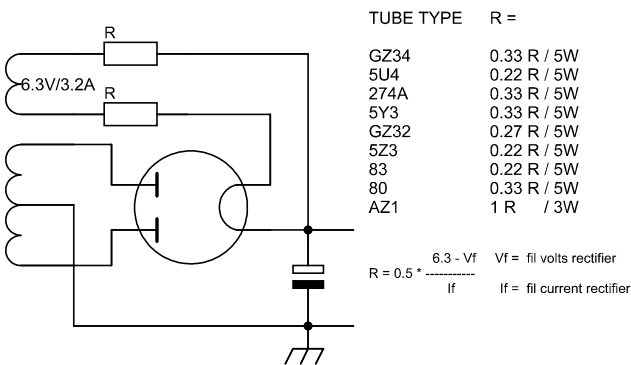 R
6.3V/3.2A
R
TUBE TYPE R =
GZ34 0.33 R / 5W
5U4 0.22 R / 5W
274A 0.33 R / 5W
5Y3 0.33 R / 5W
GZ32 0.27 R / 5W
5Z3 0.22 R / 5W
83 0.22 R / 5W
80 0.33 R / 5W
AZ1 1 R / 3W
6.3 - Vf Vf = fil volts rectifier
R = 0.5 * -----------
If If = fil current rectifier